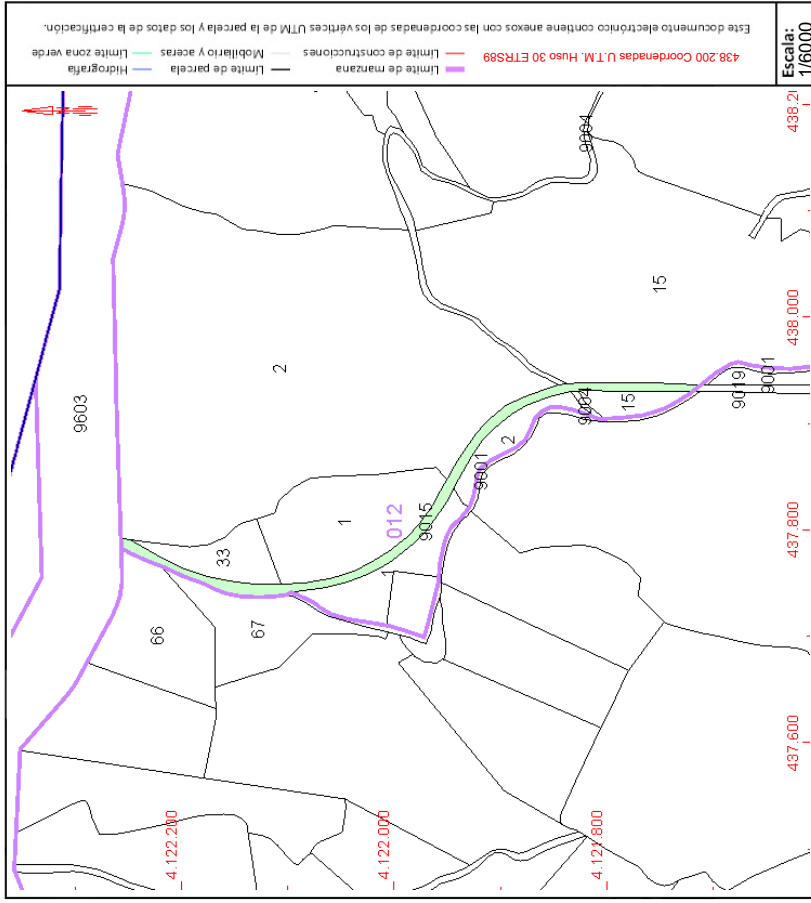 Este documento electrónico contiene anexos con las coordenadas de los vértices UTM de la parcela y los datos de la certificación.
438.200 Coordenadas U.T.M. Huso 30 ETRS89
Límite de manzana
Límite de construcciones
Límite de parcela
Mobiliario y aceras
Hidrografía
Límite zona verde
Escala:
1/6000
438.2
9004
15
438.000
2
9603
9004
15
9019
9001
2
9001
1
012
9015
437.800
33
1
66
67
437.600
4.122.200
4.122.000
4.121.800